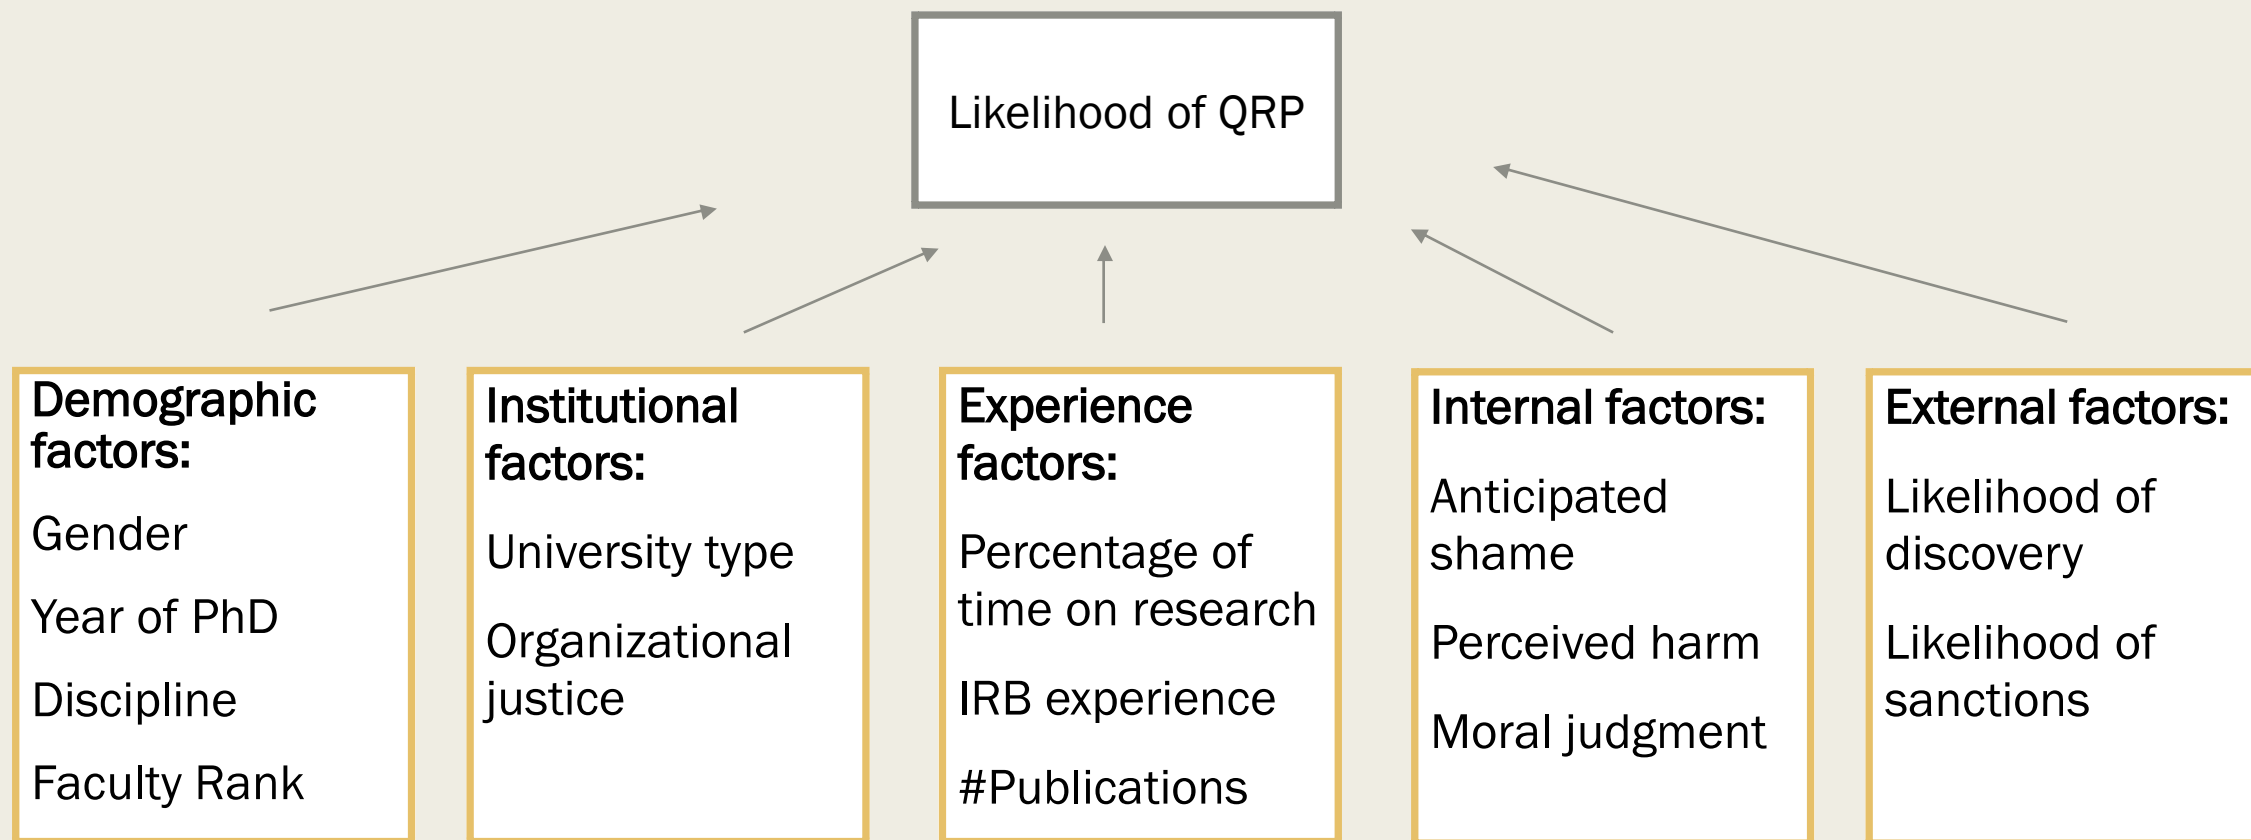 Likelihood of QRP
Demographic
factors:
Gender
Year of PhD
Discipline
Faculty Rank
Institutional
factors:
University type
Organizational
justice
Experience
factors:
Percentage of
time on research
IRB experience
#Publications
Internal factors:
Anticipated
shame
Perceived harm
Moral judgment
External factors:
Likelihood of
discovery
Likelihood of
sanctions